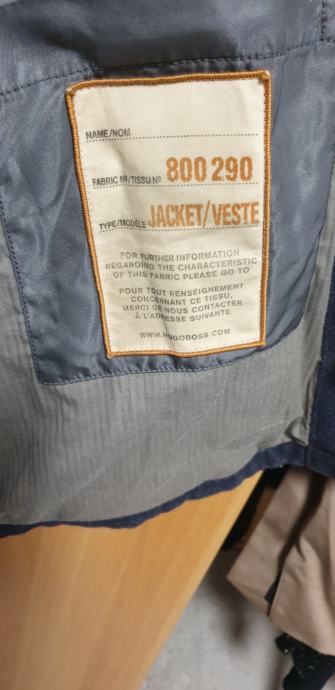 NAME/NOM
FABRIC Nº/TISSU Nº 800 290
TYPE/MODÈLE JACKET/VESTE
FOR FURTHER INFORMATION
REGARDING THE CHARACTERISTIC
OF THIS FABRIC PLEASE GO TO
POUR TOUT RENSEIGNEMENT
CONCERNANT CE TISSU,
MERCI DE NOUS CONTACTER
À L'ADRESSE SUIVANTE
WWW.HUGOBOSS.COM